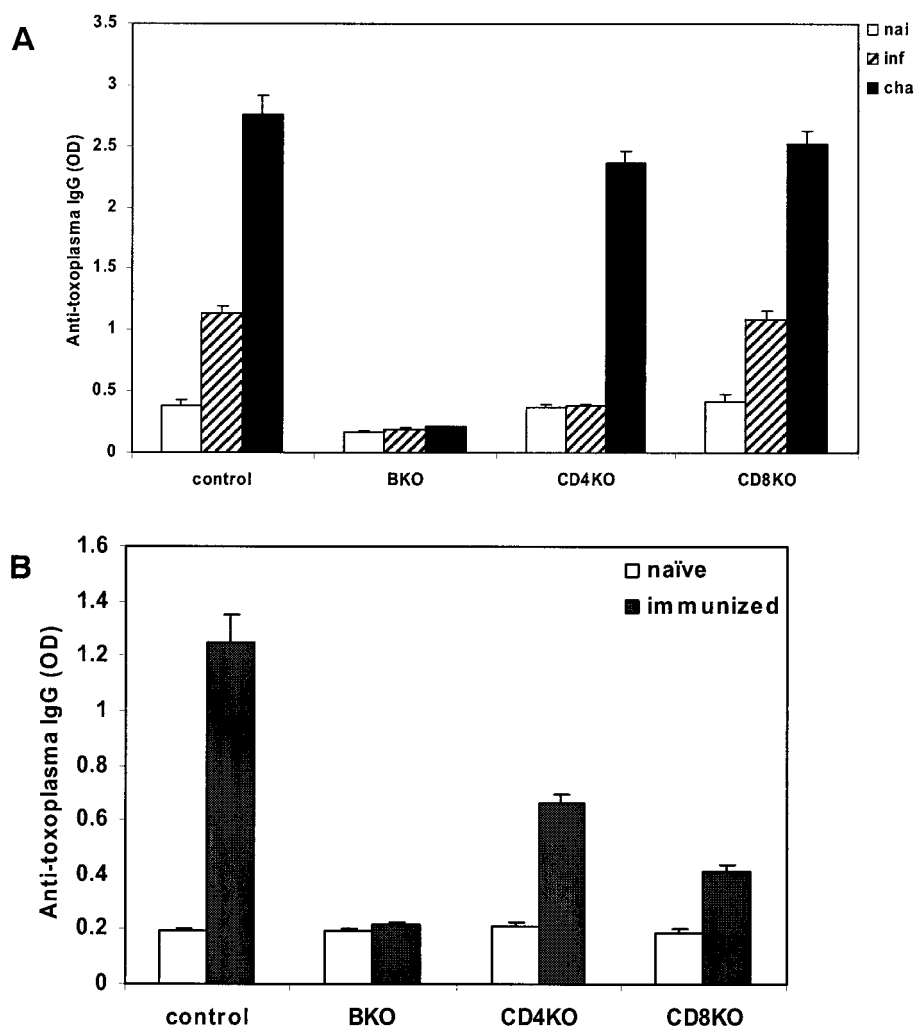 A
nai
inf
cha
Anti-toxoplasma IgG (OD)
3.5
3
2.5
2
1.5
1
0.5
0
control BKO CD4KO CD8KO
B
naïve
immunized
Anti-toxoplasma IgG (OD)
1.6
1.4
1.2
1
0.8
0.6
0.4
0.2
0
control BKO CD4KO CD8KO